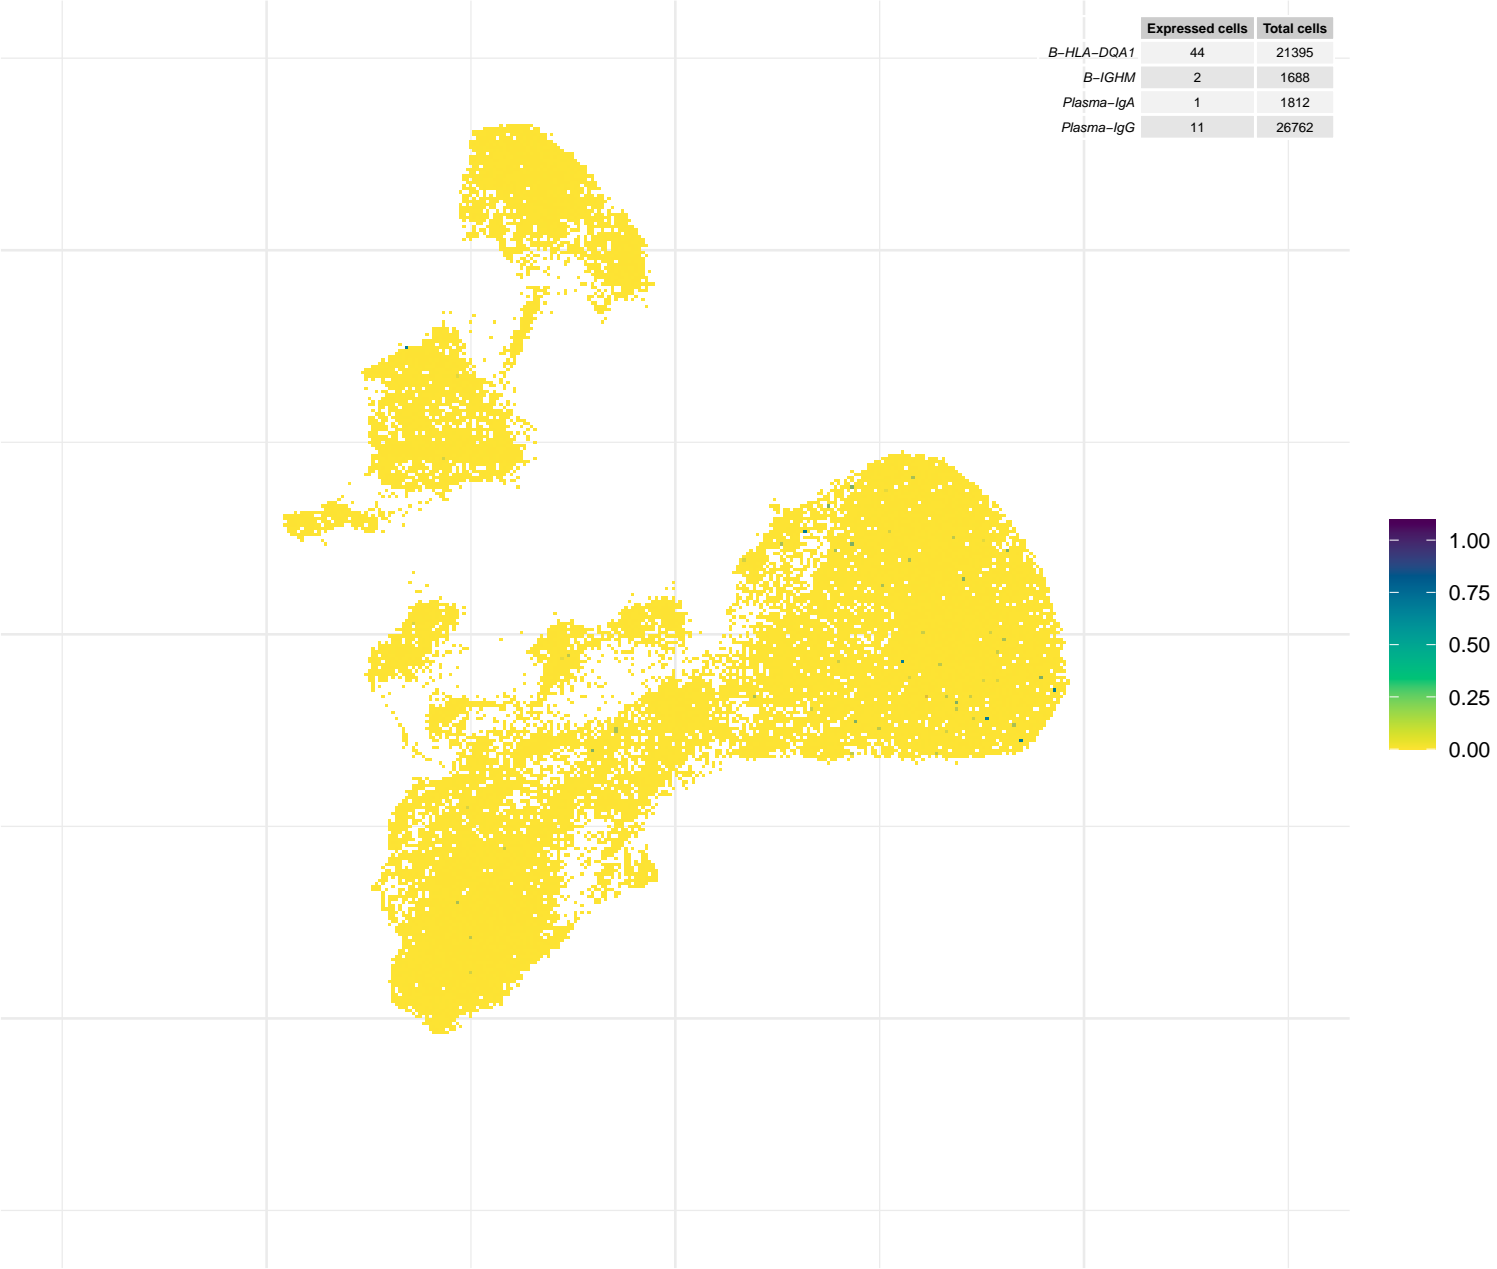 Expressed cells Total cells
B−HLA−DQA1 44 21395
B−IGHM 2 1688
Plasma−IgA 1 1812
Plasma−IgG 11 26762
1.00
0.75
0.50
0.25
0.00